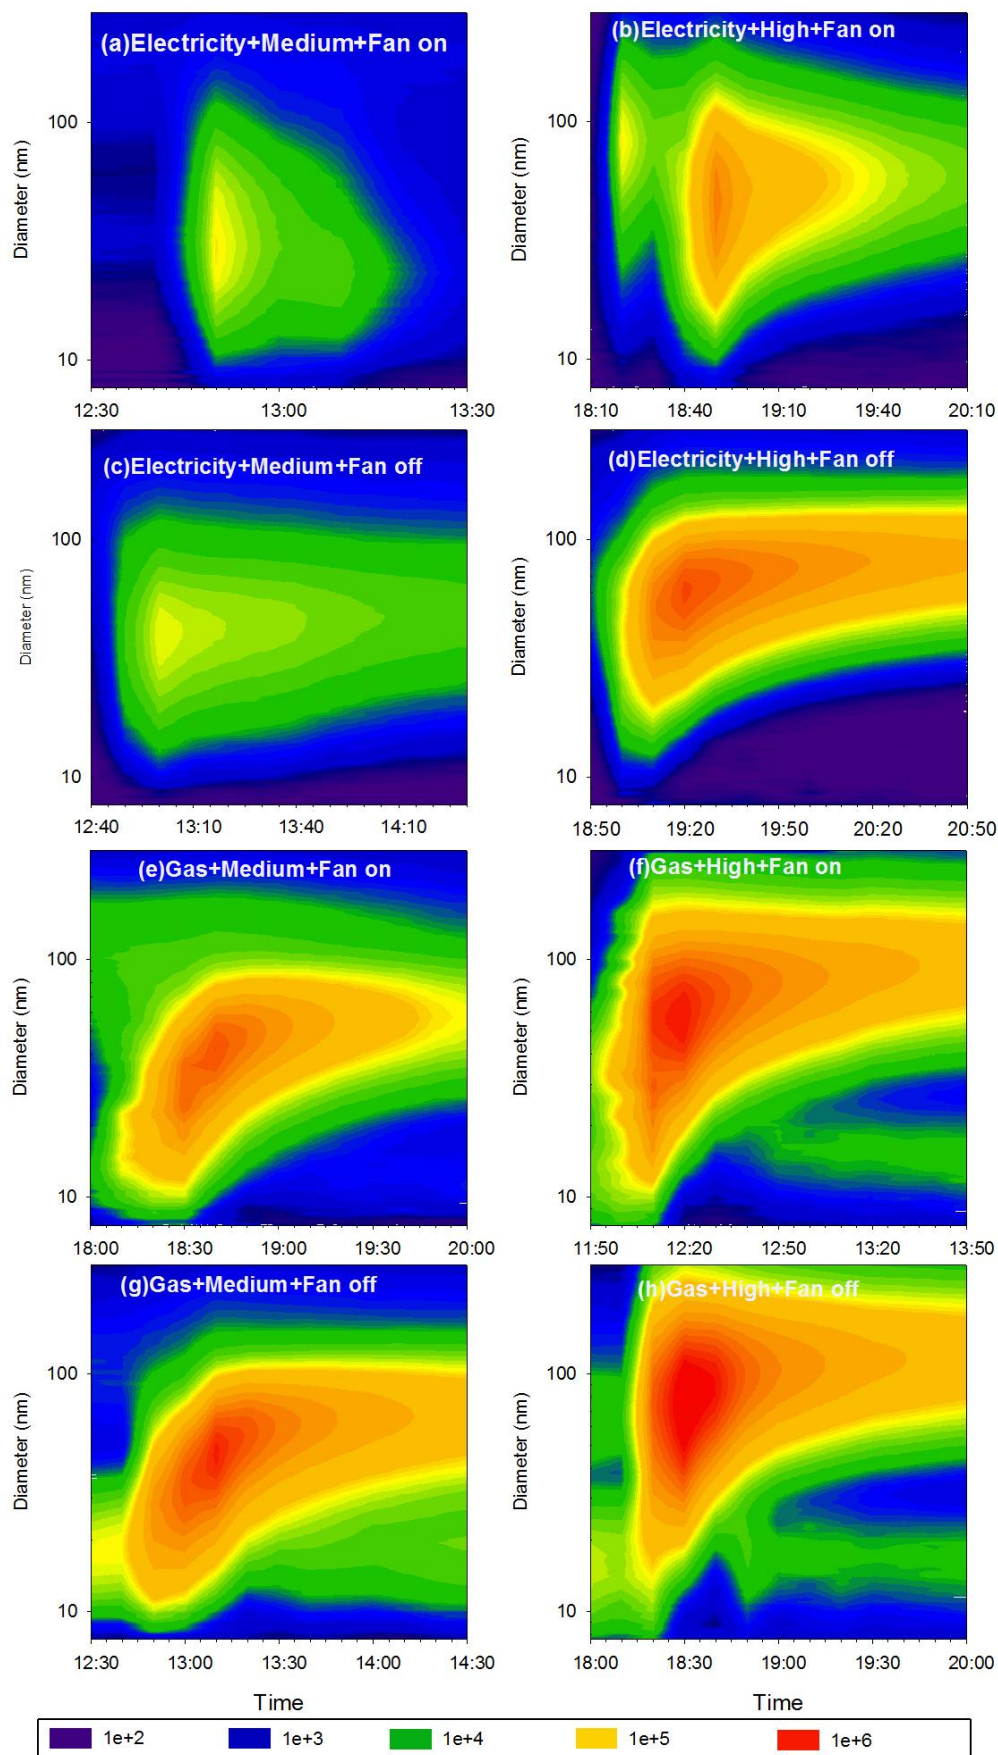 (a)Electricity+Medium+Fan on
(b)Electricity+High+Fan on
Diameter (nm)
100
10
12:30 13:00 13:30
Diameter (nm)
100
10
18:10 18:40 19:10 19:40 20:10
(c)Electricity+Medium+Fan off
(d)Electricity+High+Fan off
Diameter (nm)
100
10
12:40 13:10 13:40 14:10
Diameter (nm)
100
10
18:50 19:20 19:50 20:20 20:50
(e)Gas+Medium+Fan on
(f)Gas+High+Fan on
Diameter (nm)
100
10
18:00 18:30 19:00 19:30 20:00
Diameter (nm)
100
10
11:50 12:20 12:50 13:20 13:50
(g)Gas+Medium+Fan off
(h)Gas+High+Fan off
Diameter (nm)
100
10
12:30 13:00 13:30 14:00 14:30
Time
Diameter (nm)
100
10
18:00 18:30 19:00 19:30 20:00
Time
1e+2 1e+3 1e+4 1e+5 1e+6